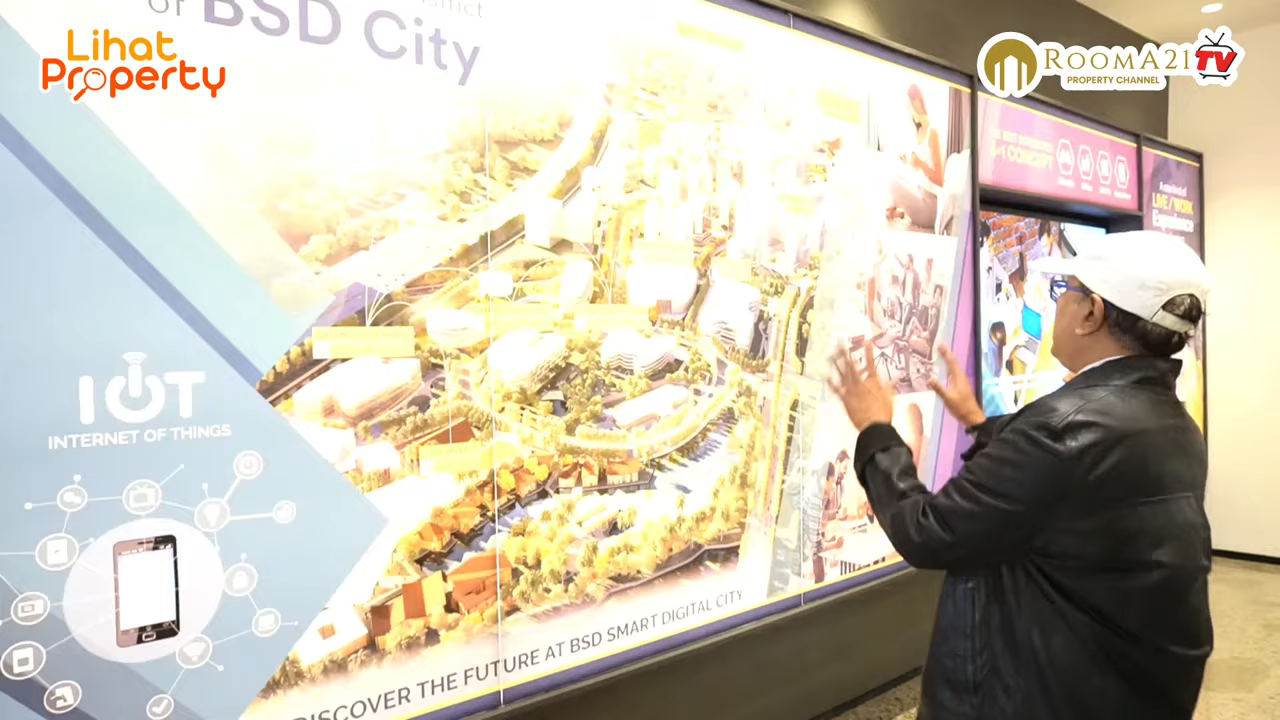 of BSD City
Lihat
Property
ROOMA21 TV
PROPERTY CHANNEL
CONCEPT
LIVE / WORK
Experience
IOT
INTERNET OF THINGS
DISCOVER THE FUTURE AT BSD SMART DIGITAL CITY